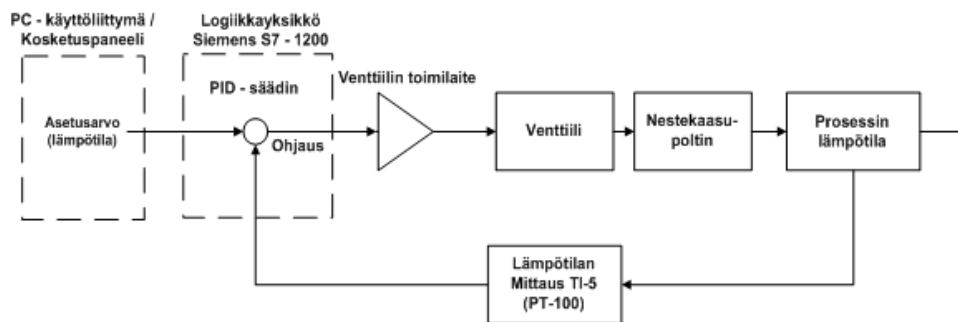 PC - käyttöliittymä /
Kosketuspaneeli
Logiikkayksikkö
Siemens S7 - 1200
PID - säädin
Venttiilin toimilaite
Asetusarvo
(lämpötila)
Ohjaus
Venttiili
Nestekaasu-
poltin
Prosessin
lämpötila
Lämpötilan
Mittaus TI-5
(PT-100)